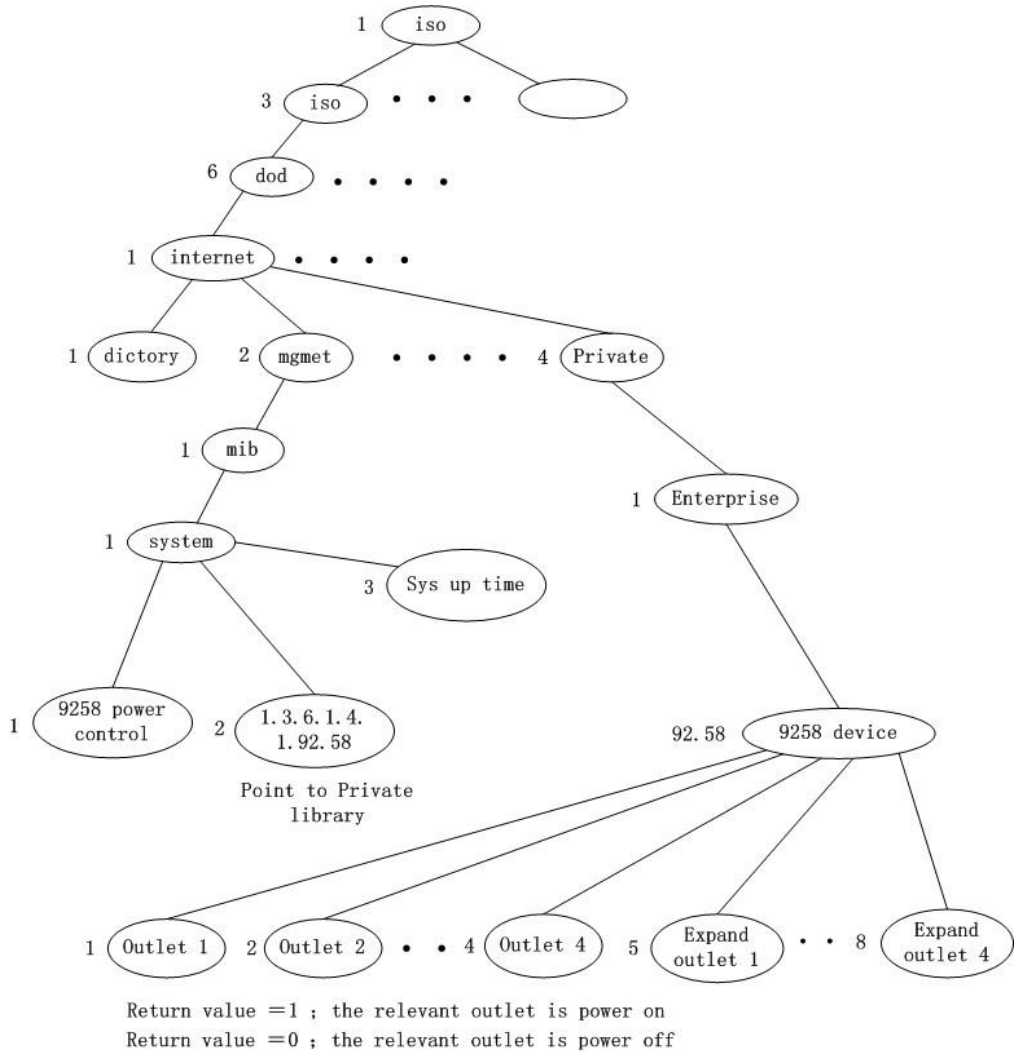 1 iso
3 iso
6 dod
1 internet
1 dictory
2 mgmet
4 Private
1 mib
1 Enterprise
1 system
3 Sys up time
1 9258 power
control
2 1.3.6.1.4.
1.92.58
92.58 9258 device
Point to Private
library
1 Outlet 1
2 Outlet 2
4 Outlet 4
5 Expand
outlet 1
8 Expand
outlet 4
Return value =1 ; the relevant outlet is power on
Return value =0 ; the relevant outlet is power off